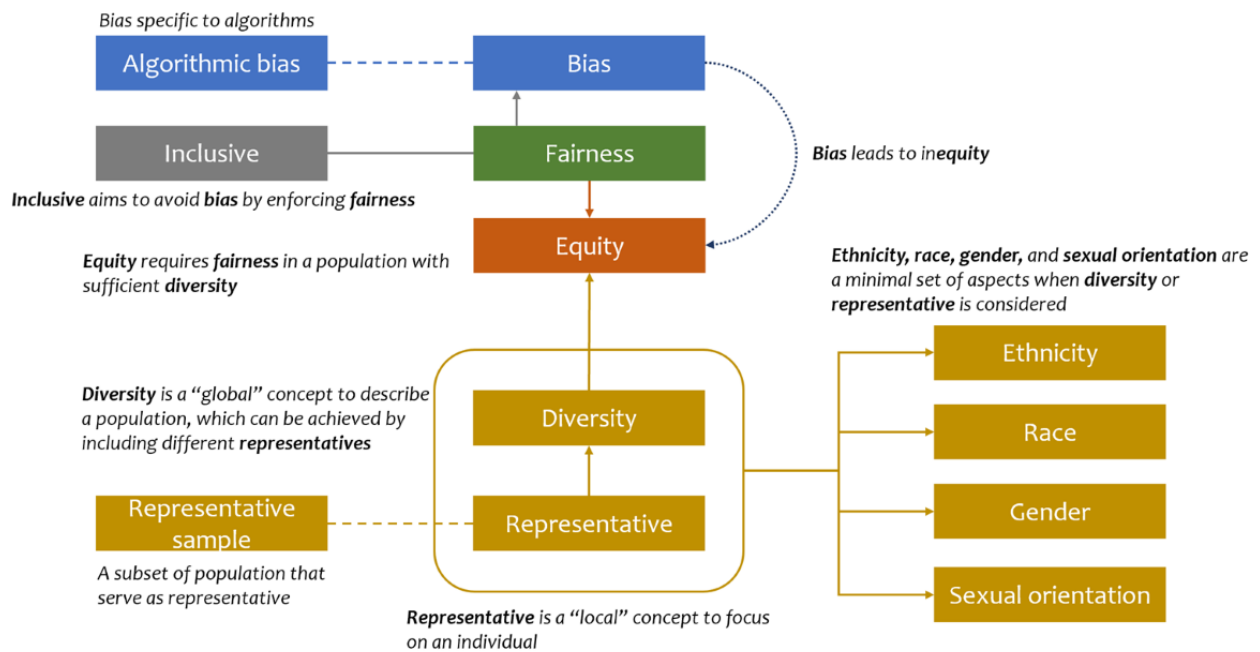 Bias specific to algorithms
Algorithmic bias
Bias
Inclusive
Fairness
Bias leads to inequity
Inclusive aims to avoid bias by enforcing fairness
Equity
Equity requires fairness in a population with
sufficient diversity
Ethnicity, race, gender, and sexual orientation are
a minimal set of aspects when diversity or
representative is considered
Ethnicity
Diversity is a “global” concept to describe
a population, which can be achieved by
including different representatives
Diversity
Race
Representative
sample
Representative
Gender
A subset of population that
serve as representative
Sexual orientation
Representative is a “local” concept to focus
on an individual